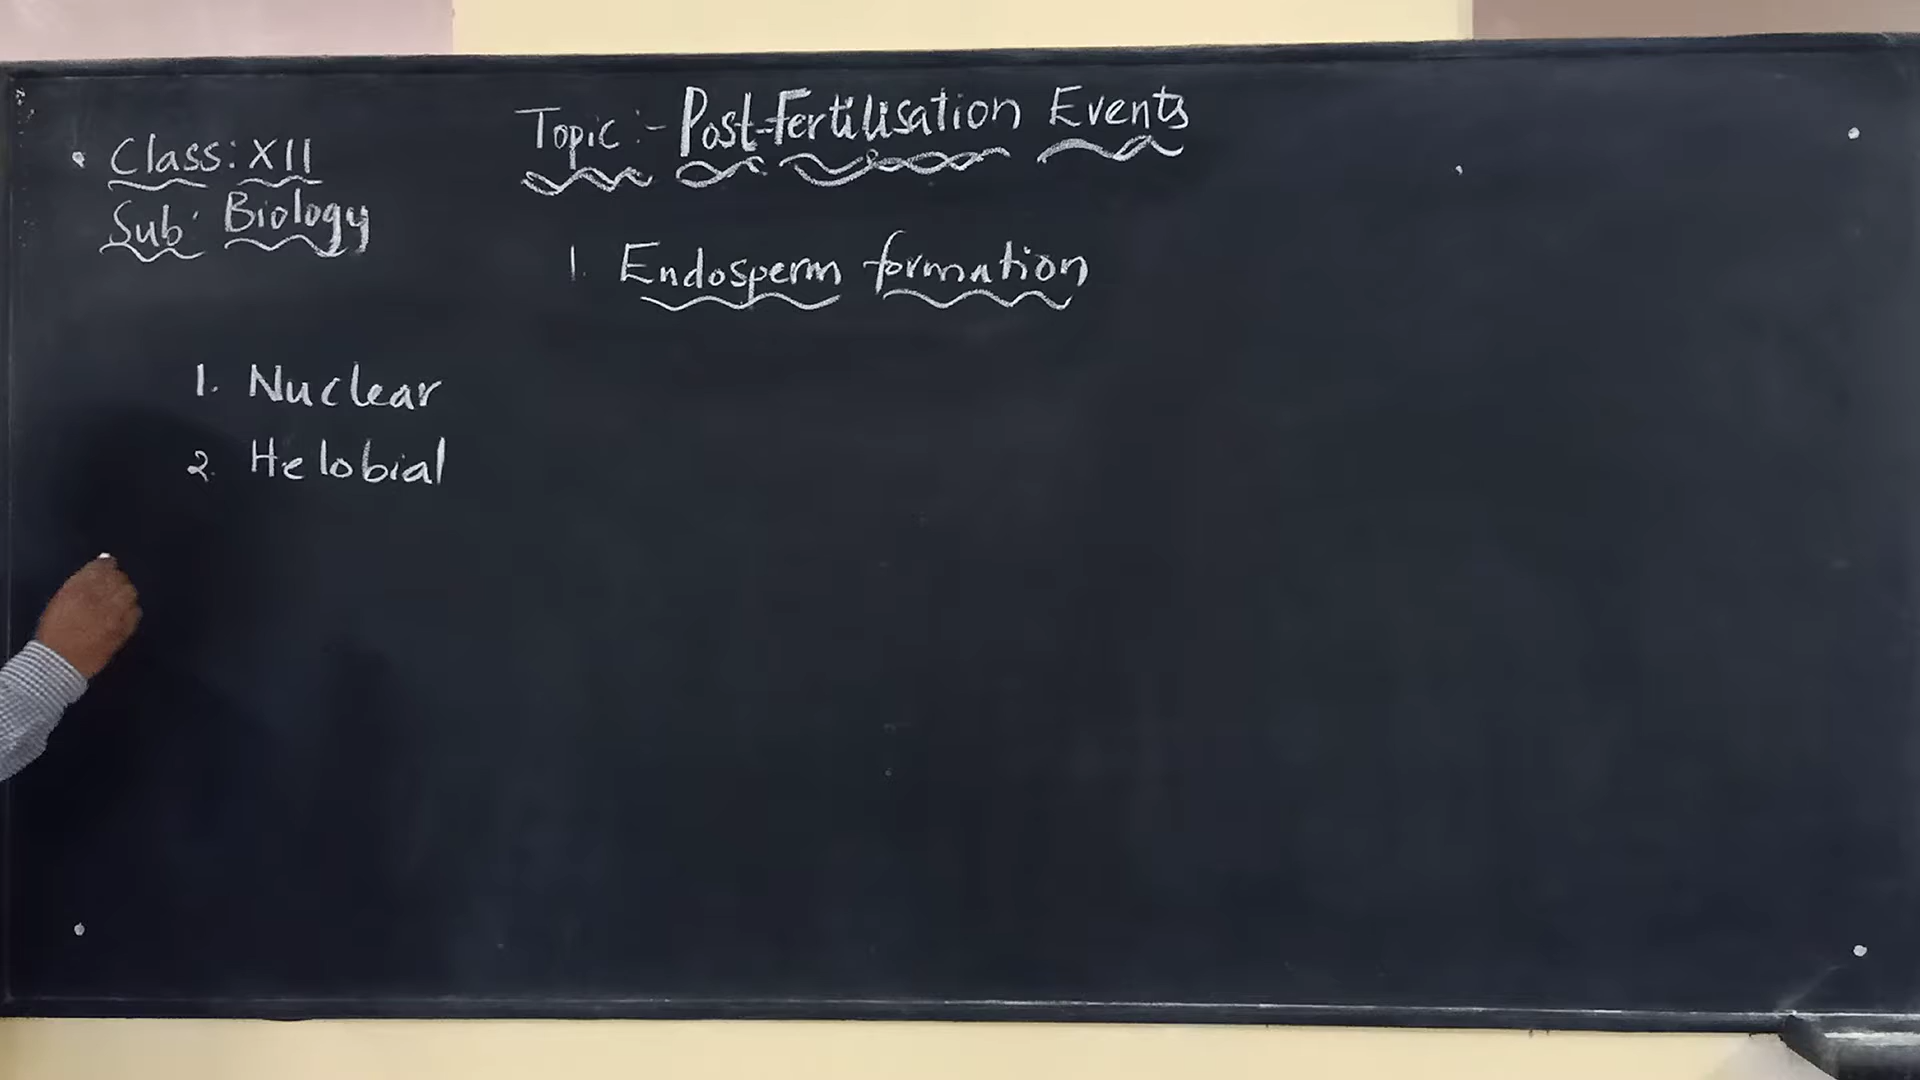 Topic :- Post-Fertilisation Events
Class: XII
Sub: Biology
1. Endosperm formation
1. Nuclear
2. Helobial